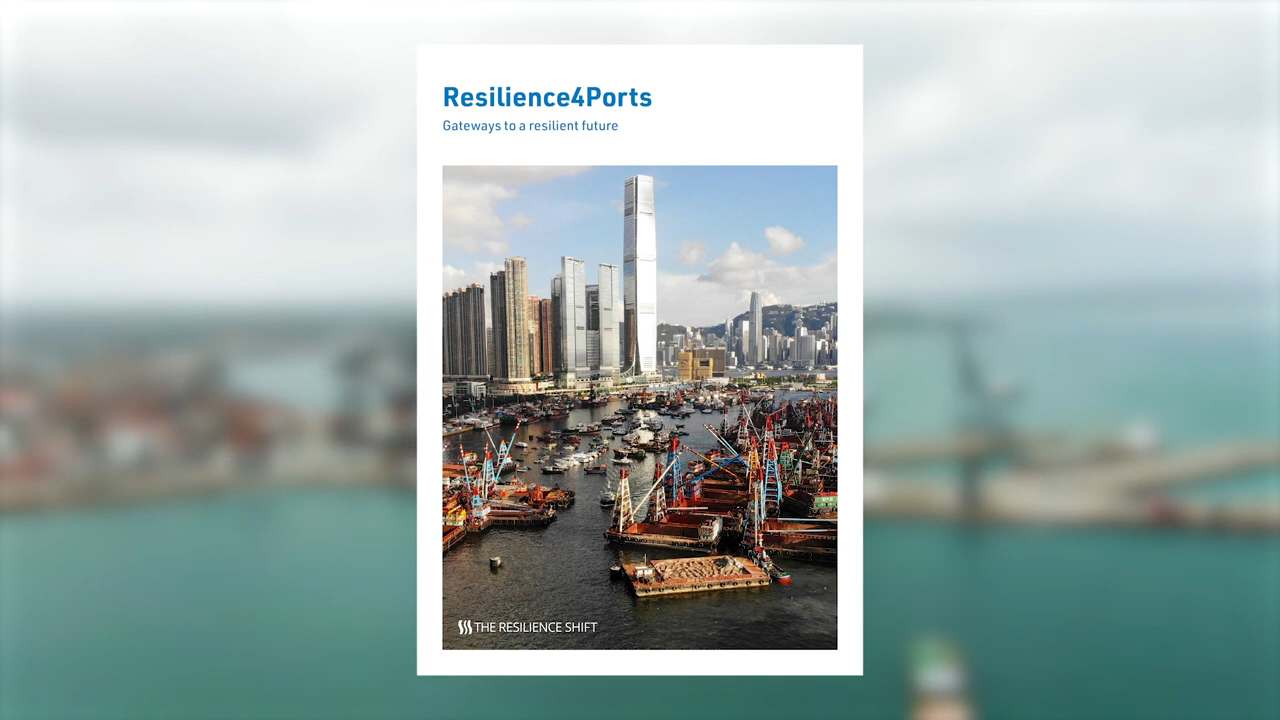 Resilience4Ports
Gateways to a resilient future
THE RESILIENCE SHIFT